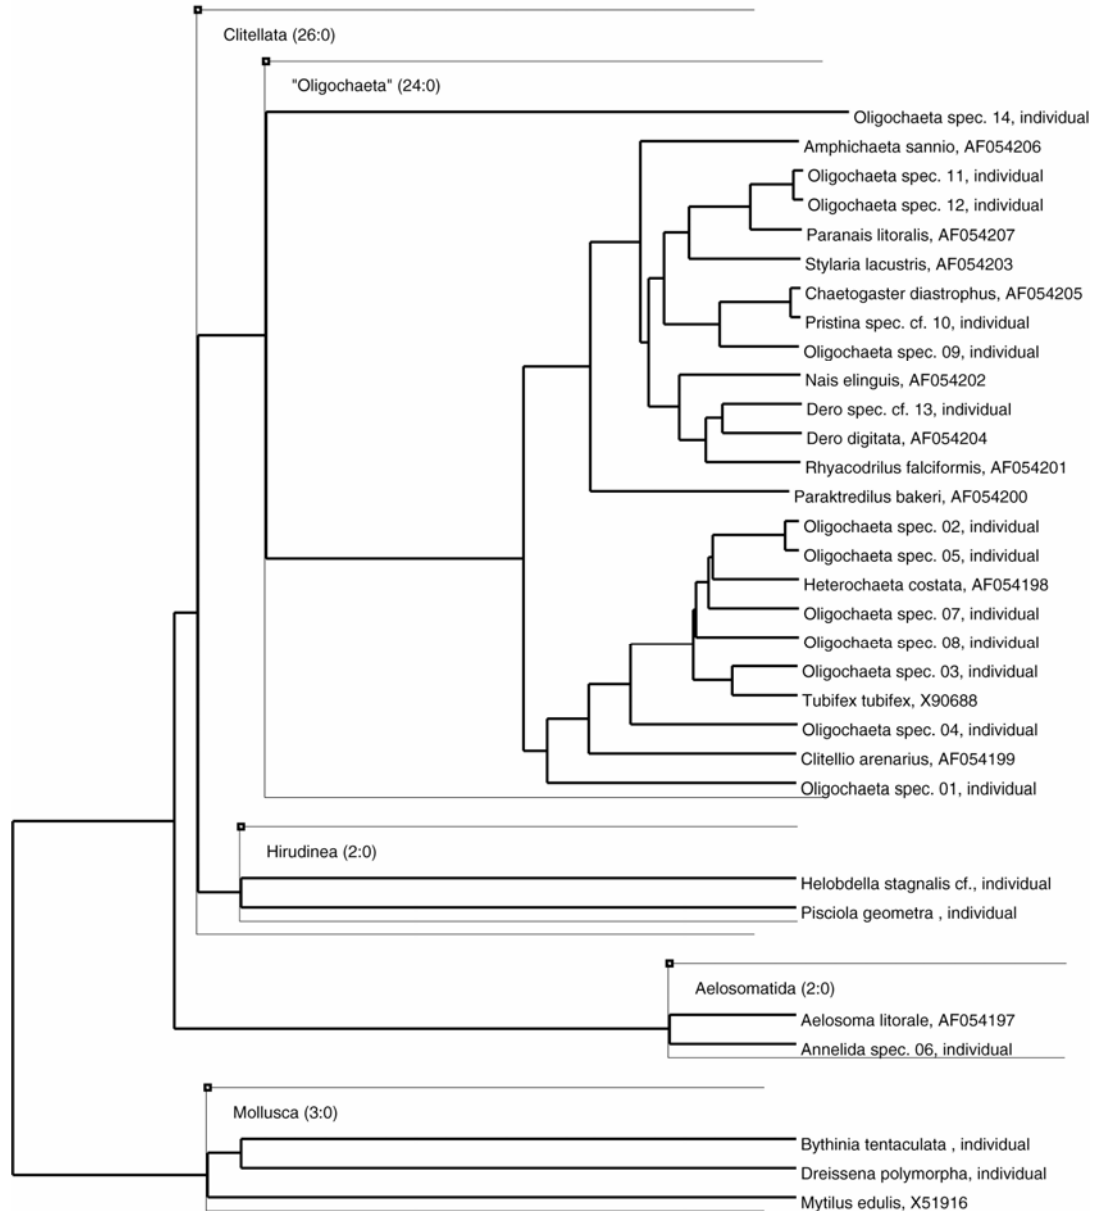 Clitellata (26:0)
"Oligochaeta" (24:0)
Oligochaeta spec. 14, individual
Amphichaeta sannio, AF054206
Oligochaeta spec. 11, individual
Oligochaeta spec. 12, individual
Paranais litoralis, AF054207
Stylaria lacustris, AF054203
Chaetogaster diastrophus, AF054205
Pristina spec. cf. 10, individual
Oligochaeta spec. 09, individual
Nais elinguis, AF054202
Dero spec. cf. 13, individual
Dero digitata, AF054204
Rhyacodrilus falciformis, AF054201
Paraktredilus bakeri, AF054200
Oligochaeta spec. 02, individual
Oligochaeta spec. 05, individual
Heterochaeta costata, AF054198
Oligochaeta spec. 07, individual
Oligochaeta spec. 08, individual
Oligochaeta spec. 03, individual
Tubifex tubifex, X90688
Oligochaeta spec. 04, individual
Clitellio arenarius, AF054199
Oligochaeta spec. 01, individual
Hirudinea (2:0)
Helobdella stagnalis cf., individual
Pisciola geometra , individual
Aelosomatida (2:0)
Aelosoma litorale, AF054197
Annelida spec. 06, individual
Mollusca (3:0)
Bythinia tentaculata , individual
Dreissena polymorpha, individual
Mytilus edulis, X51916